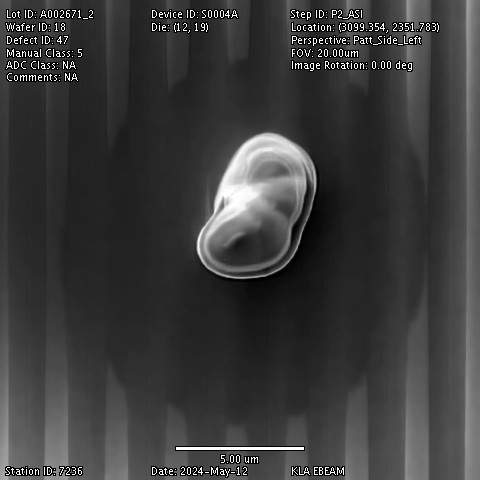 Lot ID: A002671_2 Device ID: S0004A Step ID: P2_ASI
Wafer ID: 18 Die: (12, 19) Location: (3099.354, 2351.783)
Defect ID: 47 Perspective: Patt_Side_Left
Manual Class: 5 FOV: 20.00um
ADC Class: NA Image Rotation: 0.00 deg
Comments: NA
5.00 um
Station ID: 7236 Date: 2024-May-12 KLA EBEAM